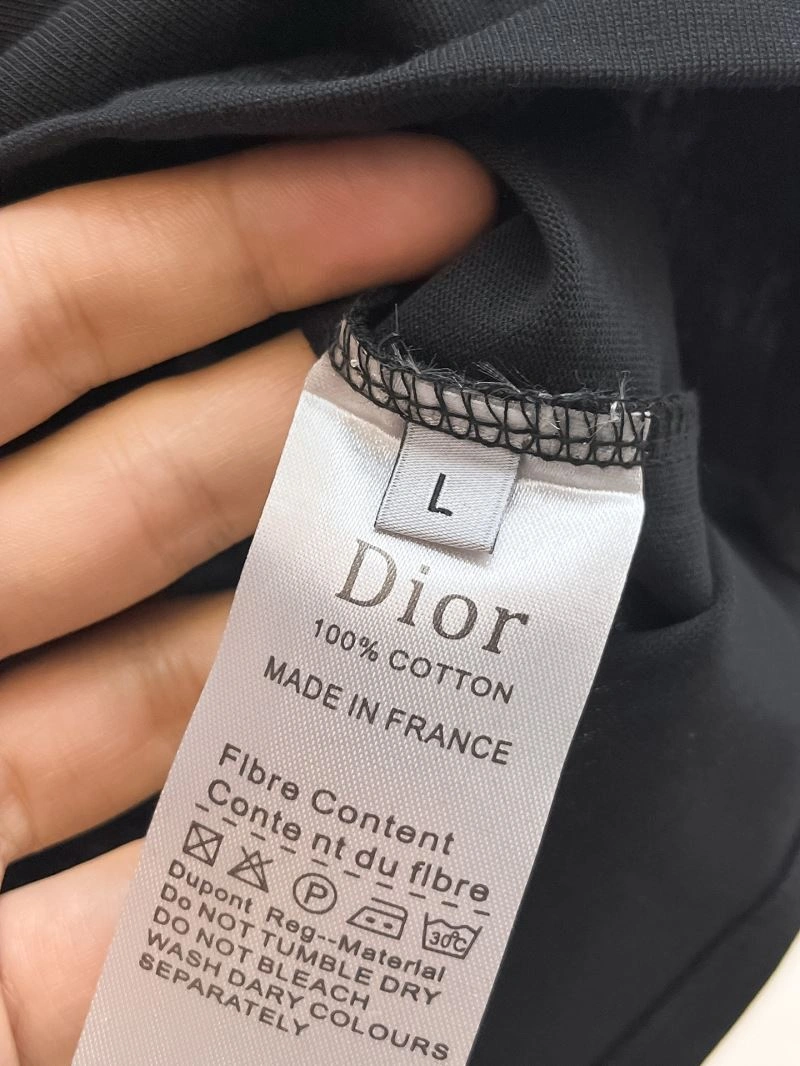 L
Dior
100% COTTON
MADE IN FRANCE
FIbre Content
Conte nt du fIbre
P
30°C
Dupont Reg--MaterIal
Do NOT TUMBLE DRY
DO NOT BLEACH
WASH DARY COLOURS
SEPARATELY